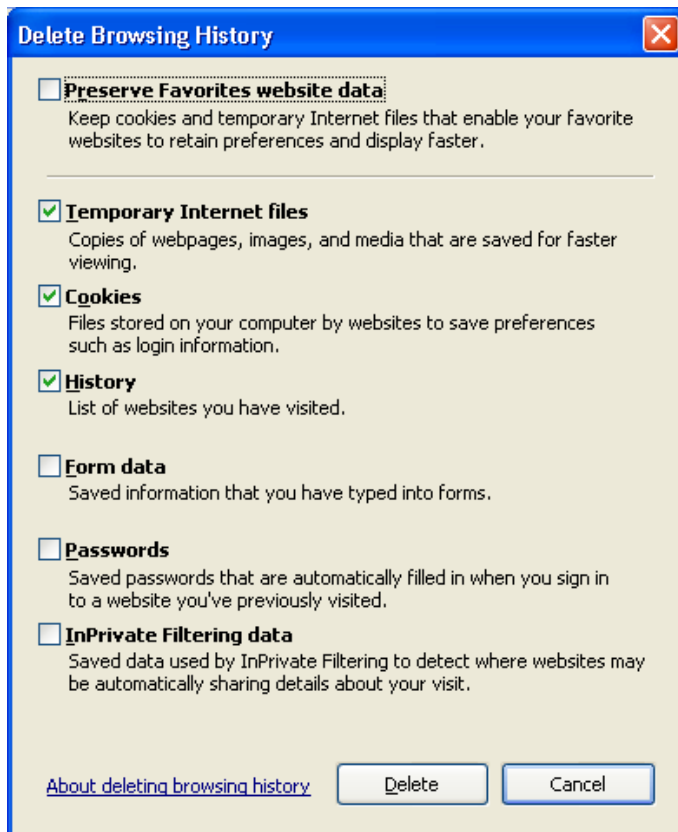 Delete Browsing History
Preserve Favorites website data
Keep cookies and temporary Internet files that enable your favorite
websites to retain preferences and display faster.
Temporary Internet files
Copies of webpages, images, and media that are saved for faster
viewing.
Cookies
Files stored on your computer by websites to save preferences
such as login information.
History
List of websites you have visited.
Form data
Saved information that you have typed into forms.
Passwords
Saved passwords that are automatically filled in when you sign in
to a website you've previously visited.
InPrivate Filtering data
Saved data used by InPrivate Filtering to detect where websites may
be automatically sharing details about your visit.
About deleting browsing history
Delete
Cancel